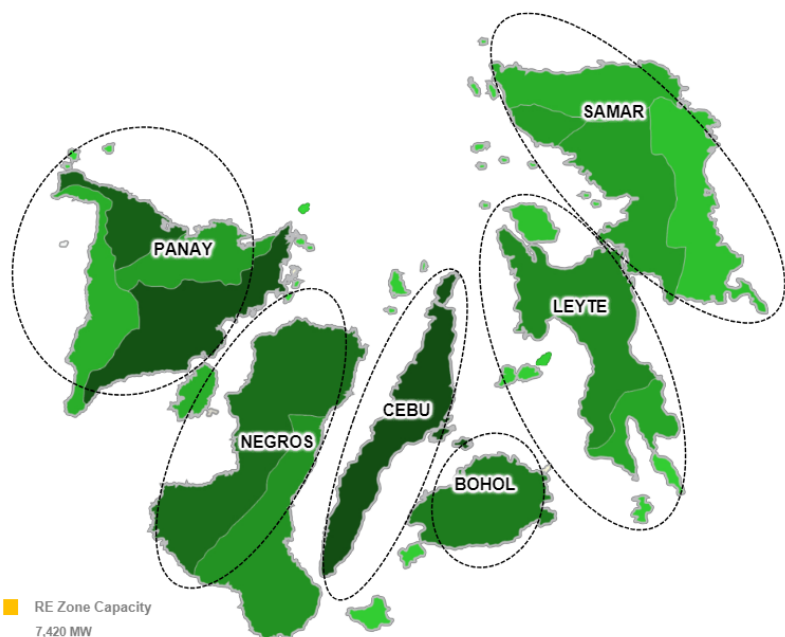 SAMAR
PANAY
LEYTE
CEBU
NEGROS
BOHOL
RE Zone Capacity
7,420 MW